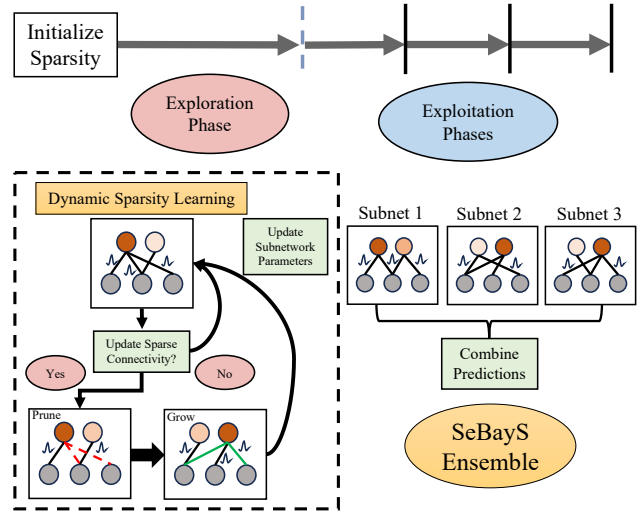 Initialize
Sparsity
Exploration
Phase
Exploitation
Phases
Dynamic Sparsity Learning
Update
Subnetwork
Parameters
Update Sparse
Connectivity?
Yes
No
Prune
Grow
Subnet 1
Subnet 2
Subnet 3
Combine
Predictions
SeBayS
Ensemble